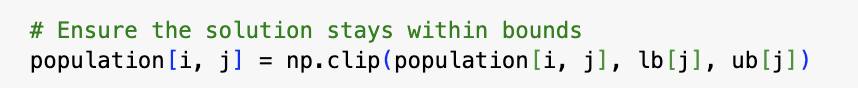 # Ensure the solution stays within bounds
population[i, j] = np.clip(population[i, j], lb[j], ub[j])